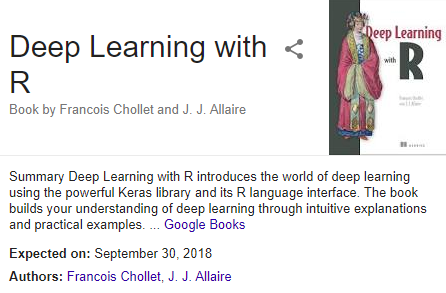 Deep Learning with
R
Book by Francois Chollet and J. J. Allaire
Deep Learning
with R
MANNING
Summary Deep Learning with R introduces the world of deep learning
using the powerful Keras library and its R language interface. The book
builds your understanding of deep learning through intuitive explanations
and practical examples. ... Google Books
Expected on: September 30, 2018
Authors: Francois Chollet, J. J. Allaire